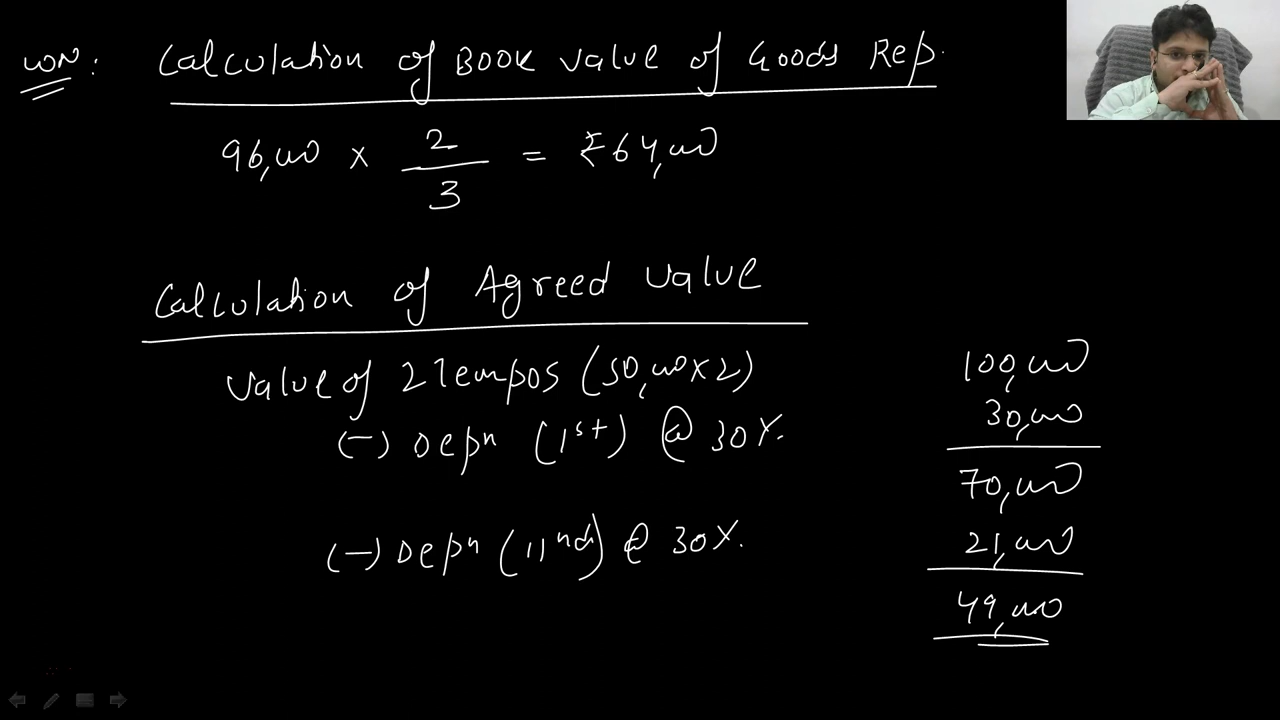 WN: Calculation of Book Value of Goods Rep.
96,000 × 2/3 = ₹64,000
Calculation of Agreed Value
Value of 2 Tempos (50,000×2) 100,000
(-) Depn (1st) @ 30% 30,000
70,000
(-) Depn (IInd) @ 30% 21,000
49,000